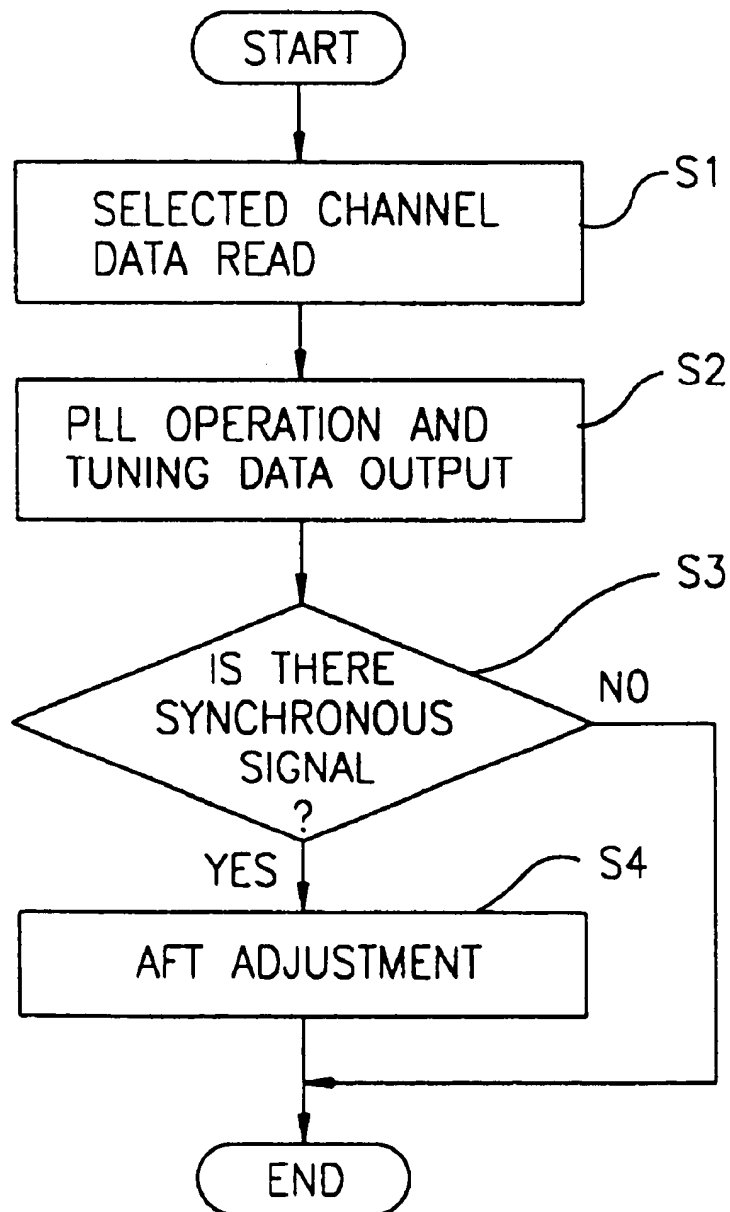 START
SELECTED CHANNEL
DATA READ
S1
PLL OPERATION AND
TUNING DATA OUTPUT
S2
IS THERE
SYNCHRONOUS
SIGNAL
?
S3
NO
YES
AFT ADJUSTMENT
S4
END